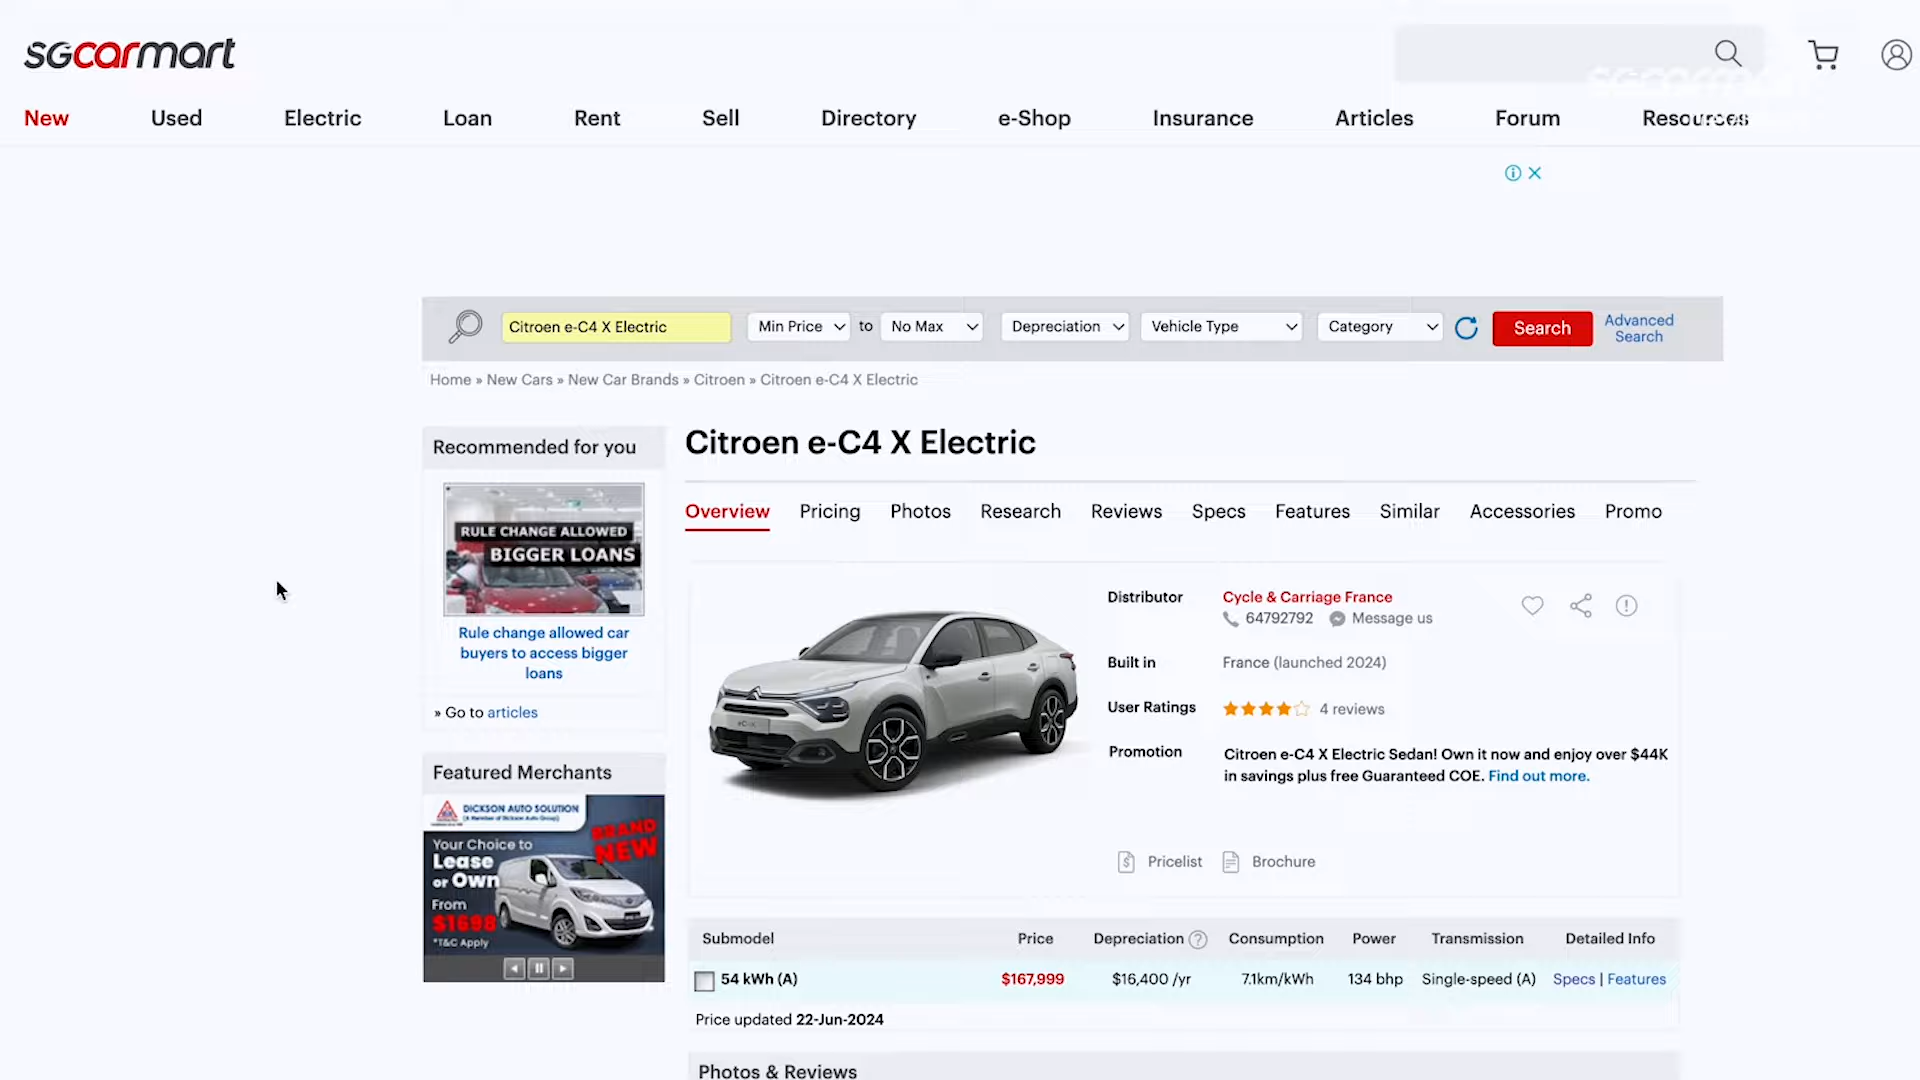 sgcarmart
New Used Electric Loan Rent Sell Directory e-Shop Insurance Articles Forum Resources
Citroen e-C4 X Electric Min Price to No Max Depreciation Vehicle Type Category Search Advanced
Search
Home » New Cars » New Car Brands » Citroen » Citroen e-C4 X Electric
Recommended for you
RULE CHANGE ALLOWED
BIGGER LOANS
Rule change allowed car
buyers to access bigger
loans
» Go to articles
Featured Merchants
DICKSON AUTO SOLUTION
(A Member of Dickson Auto Group)
BRAND
NEW
Your Choice to
Lease
or Own
From
$1698
*T&C Apply
Citroen e-C4 X Electric
Overview Pricing Photos Research Reviews Specs Features Similar Accessories Promo
Distributor Cycle & Carriage France
64792792 Message us
Built in France (launched 2024)
User Ratings 4 reviews
Promotion Citroen e-C4 X Electric Sedan! Own it now and enjoy over $44K
in savings plus free Guaranteed COE. Find out more.
Pricelist Brochure
Submodel Price Depreciation ? Consumption Power Transmission Detailed Info
54 kWh (A) $167,999 $16,400 /yr 7.1km/kWh 134 bhp Single-speed (A) Specs | Features
Price updated 22-Jun-2024
Photos & Reviews